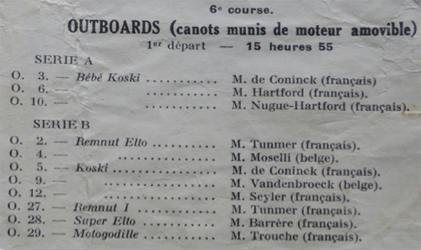 6e course.
OUTBOARDS (canots munis de moteur amovible)
1er départ — 15 heures 55
SERIE A
O. 3. — Bébé Koski .......... M. de Coninck (français)
O. 6. — .......... M. Hartford (français).
O. 10. — .......... M. Nugue-Hartford (français).
SERIE B
O. 2. — Remnut Elto .......... M. Tunmer (français).
O. 4. — .......... M. Moselli (belge).
O. 5. — Koski .......... M. de Coninck (français).
O. 9. — .......... M. Vandenbroeck (belge).
O. 12. — .......... M. Seyler (français).
O. 27. — Remnut I .......... M. Tunmer (français).
O. 28. — Super Elto .......... M. Barrère (français).
O. 29. — Motogodille .......... M. Trouche (français).